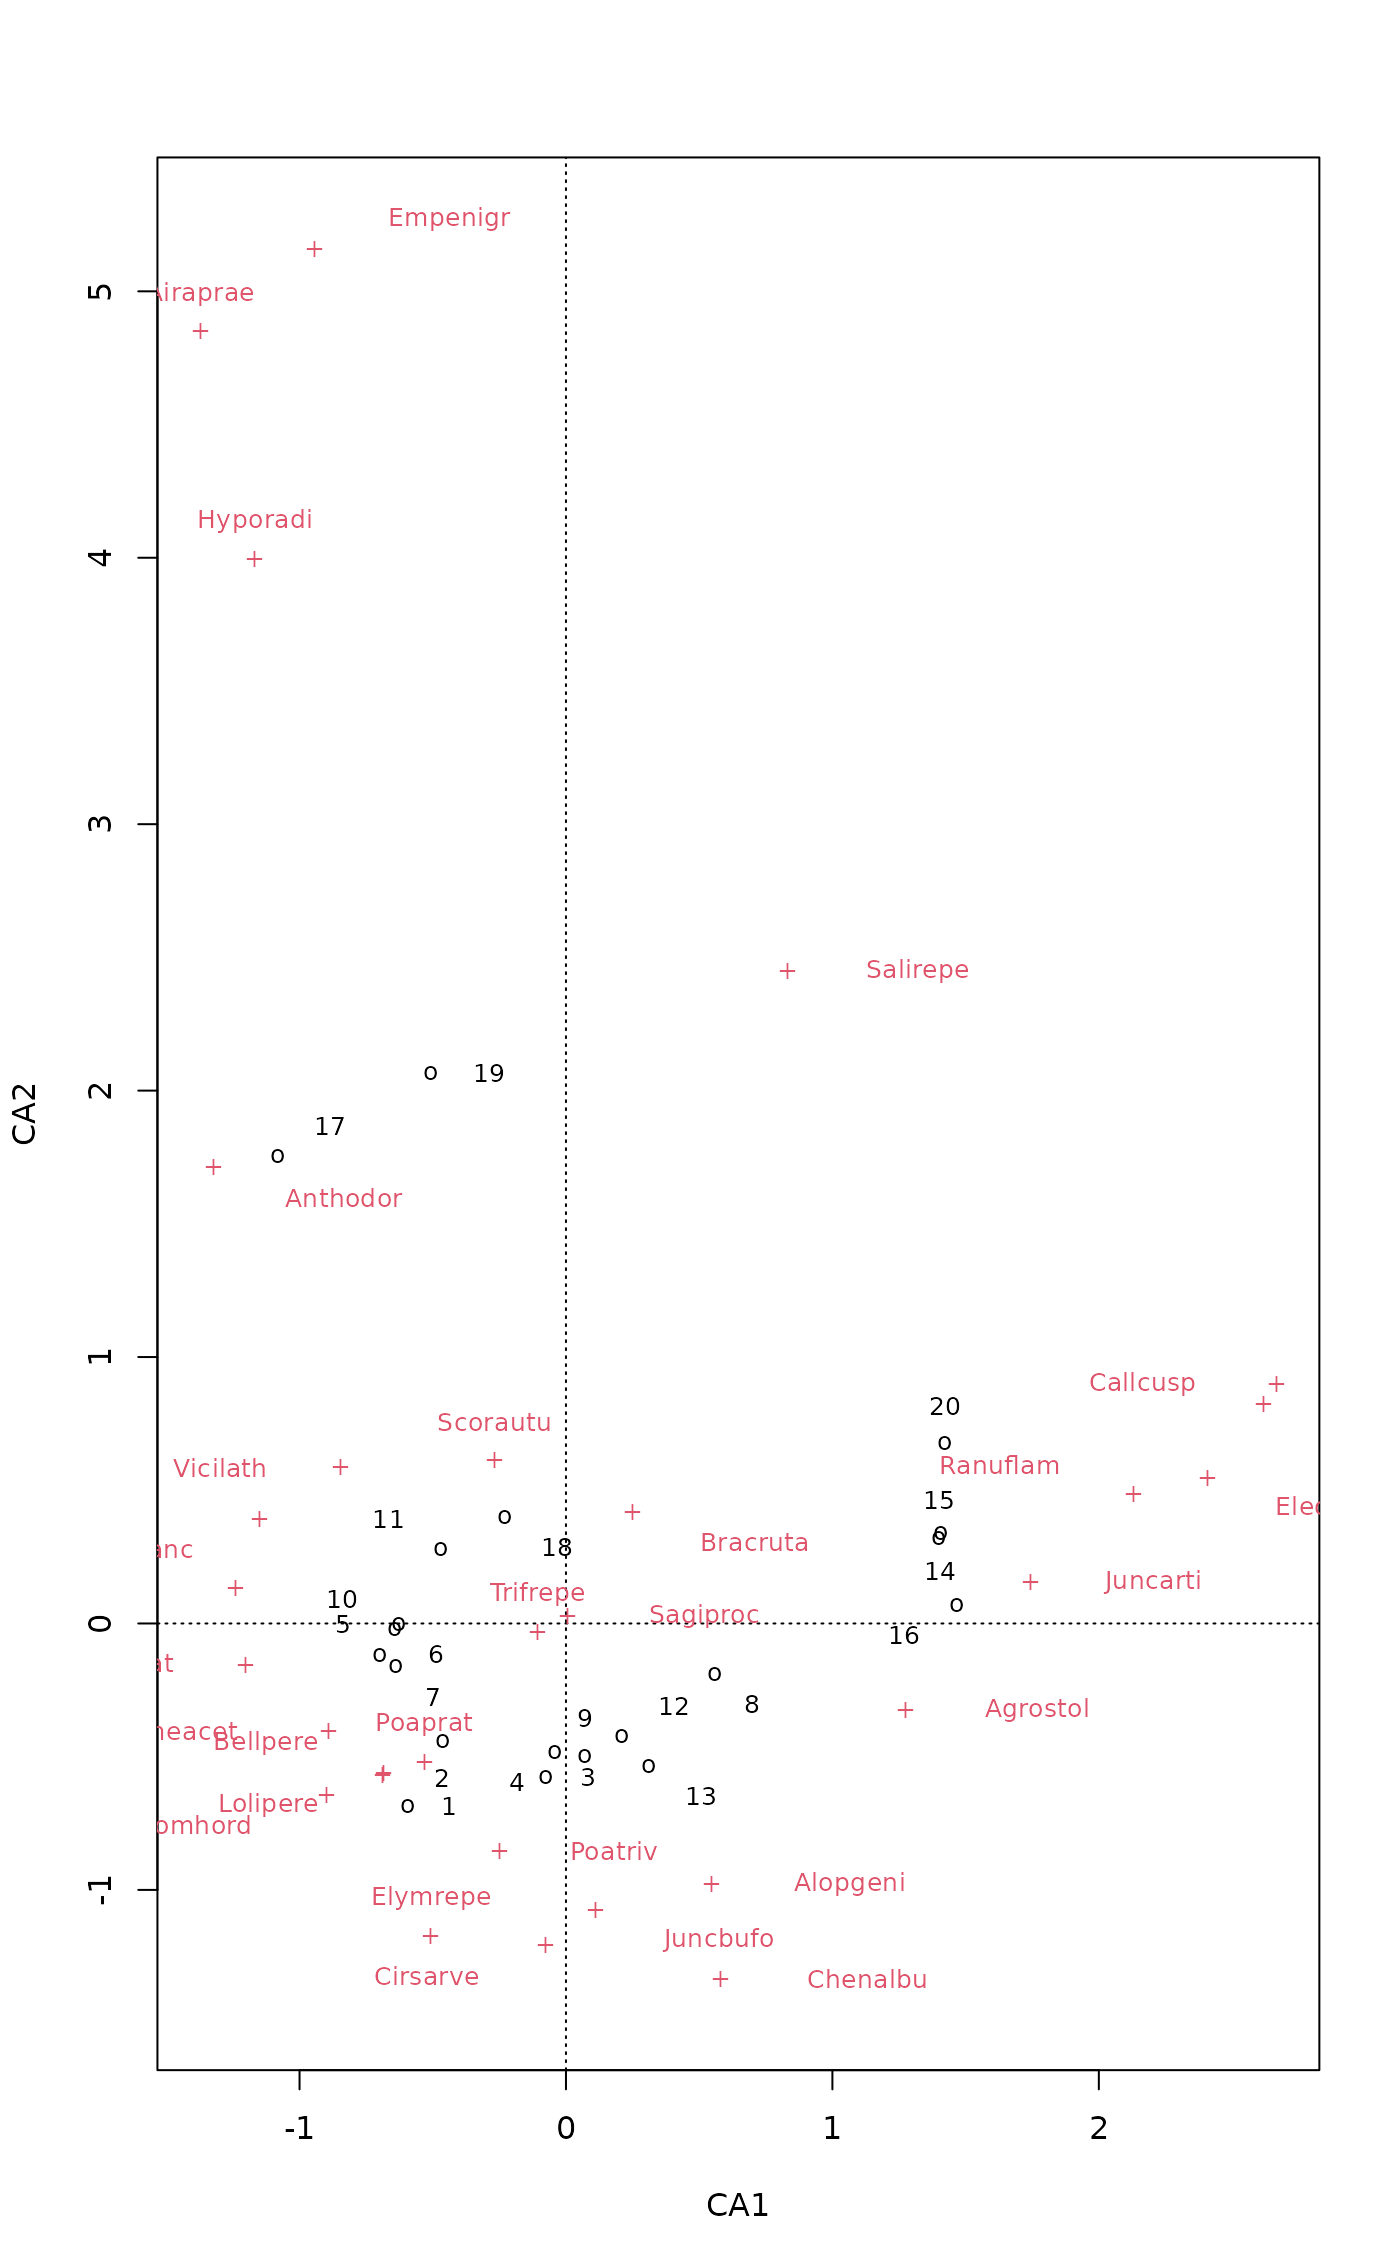 Empenigr
5
Airaprae
Hyporadi
4
3
Salirepe
19
2
CA2
17
Anthodor
1
Callcusp
20
Scorautu
Ranuflam
Vicilath
15
Elec
11
Bracruta
18
anc
14
Juncarti
Trifrepe
10
Sagiproc
0
5
16
6
at
7
12
8
Agrostol
9
Poaprat
heacot
Bellpere
2
4
3
13
Lolipere
1
omhord
Poatriv
Alopgeni
-1
Elymrepe
Juncbufo
Cirsarve
Chenalbu
-1 0 1 2
CA1